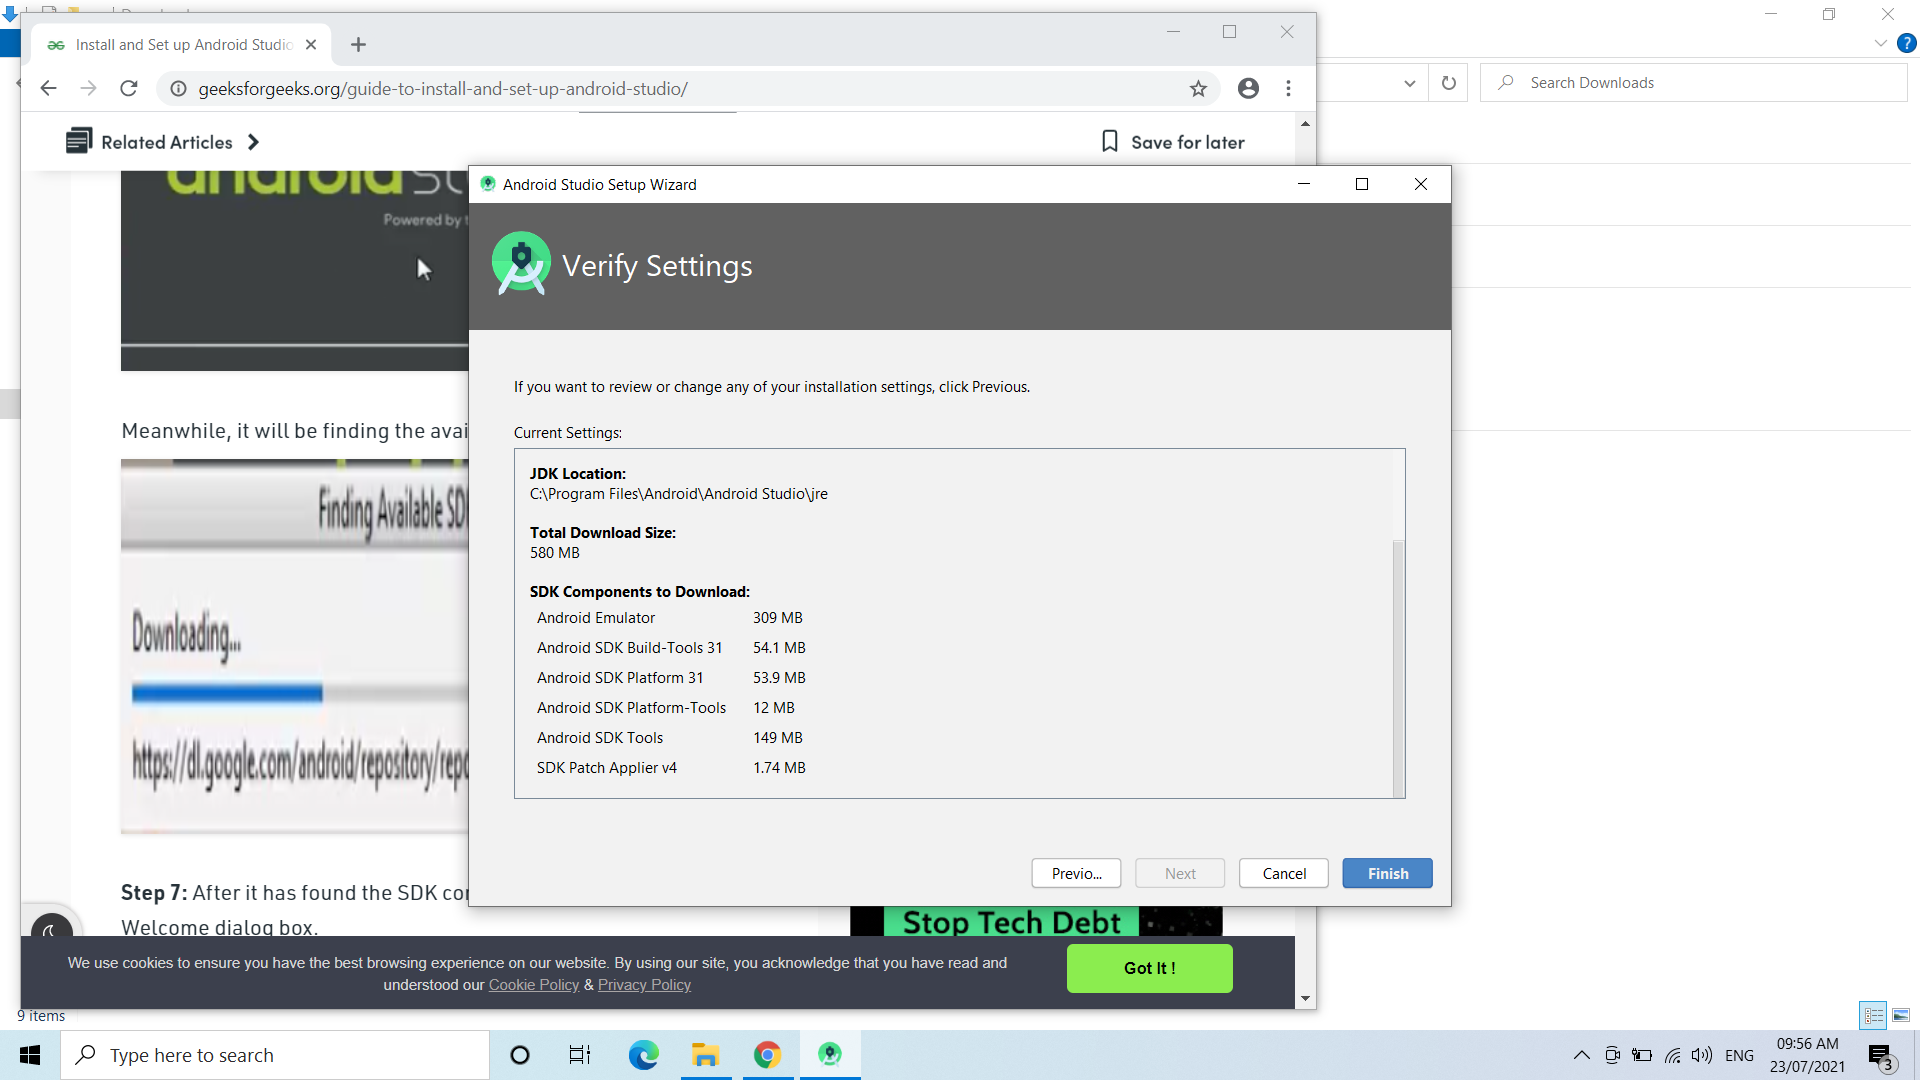 Install and Set up Android Studio
geeksforgeeks.org/guide-to-install-and-set-up-android-studio/
Search Downloads
Related Articles
Save for later
Android Studio Setup Wizard
Powered by
Verify Settings
If you want to review or change any of your installation settings, click Previous.
Current Settings:
JDK Location:
C:\Program Files\Android\Android Studio\jre
Total Download Size:
580 MB
SDK Components to Download:
Android Emulator 309 MB
Android SDK Build-Tools 31 54.1 MB
Android SDK Platform 31 53.9 MB
Android SDK Platform-Tools 12 MB
Android SDK Tools 149 MB
SDK Patch Applier v4 1.74 MB
Previo... Next Cancel Finish
Meanwhile, it will be finding the avai
Finding Available SD
Downloading...
https://dl.google.com/android/repository/repo
Step 7: After it has found the SDK co
Welcome dialog box.
Stop Tech Debt
We use cookies to ensure you have the best browsing experience on our website. By using our site, you acknowledge that you have read and
understood our Cookie Policy & Privacy Policy
Got It !
9 items
Type here to search
ENG
09:56 AM
23/07/2021
3